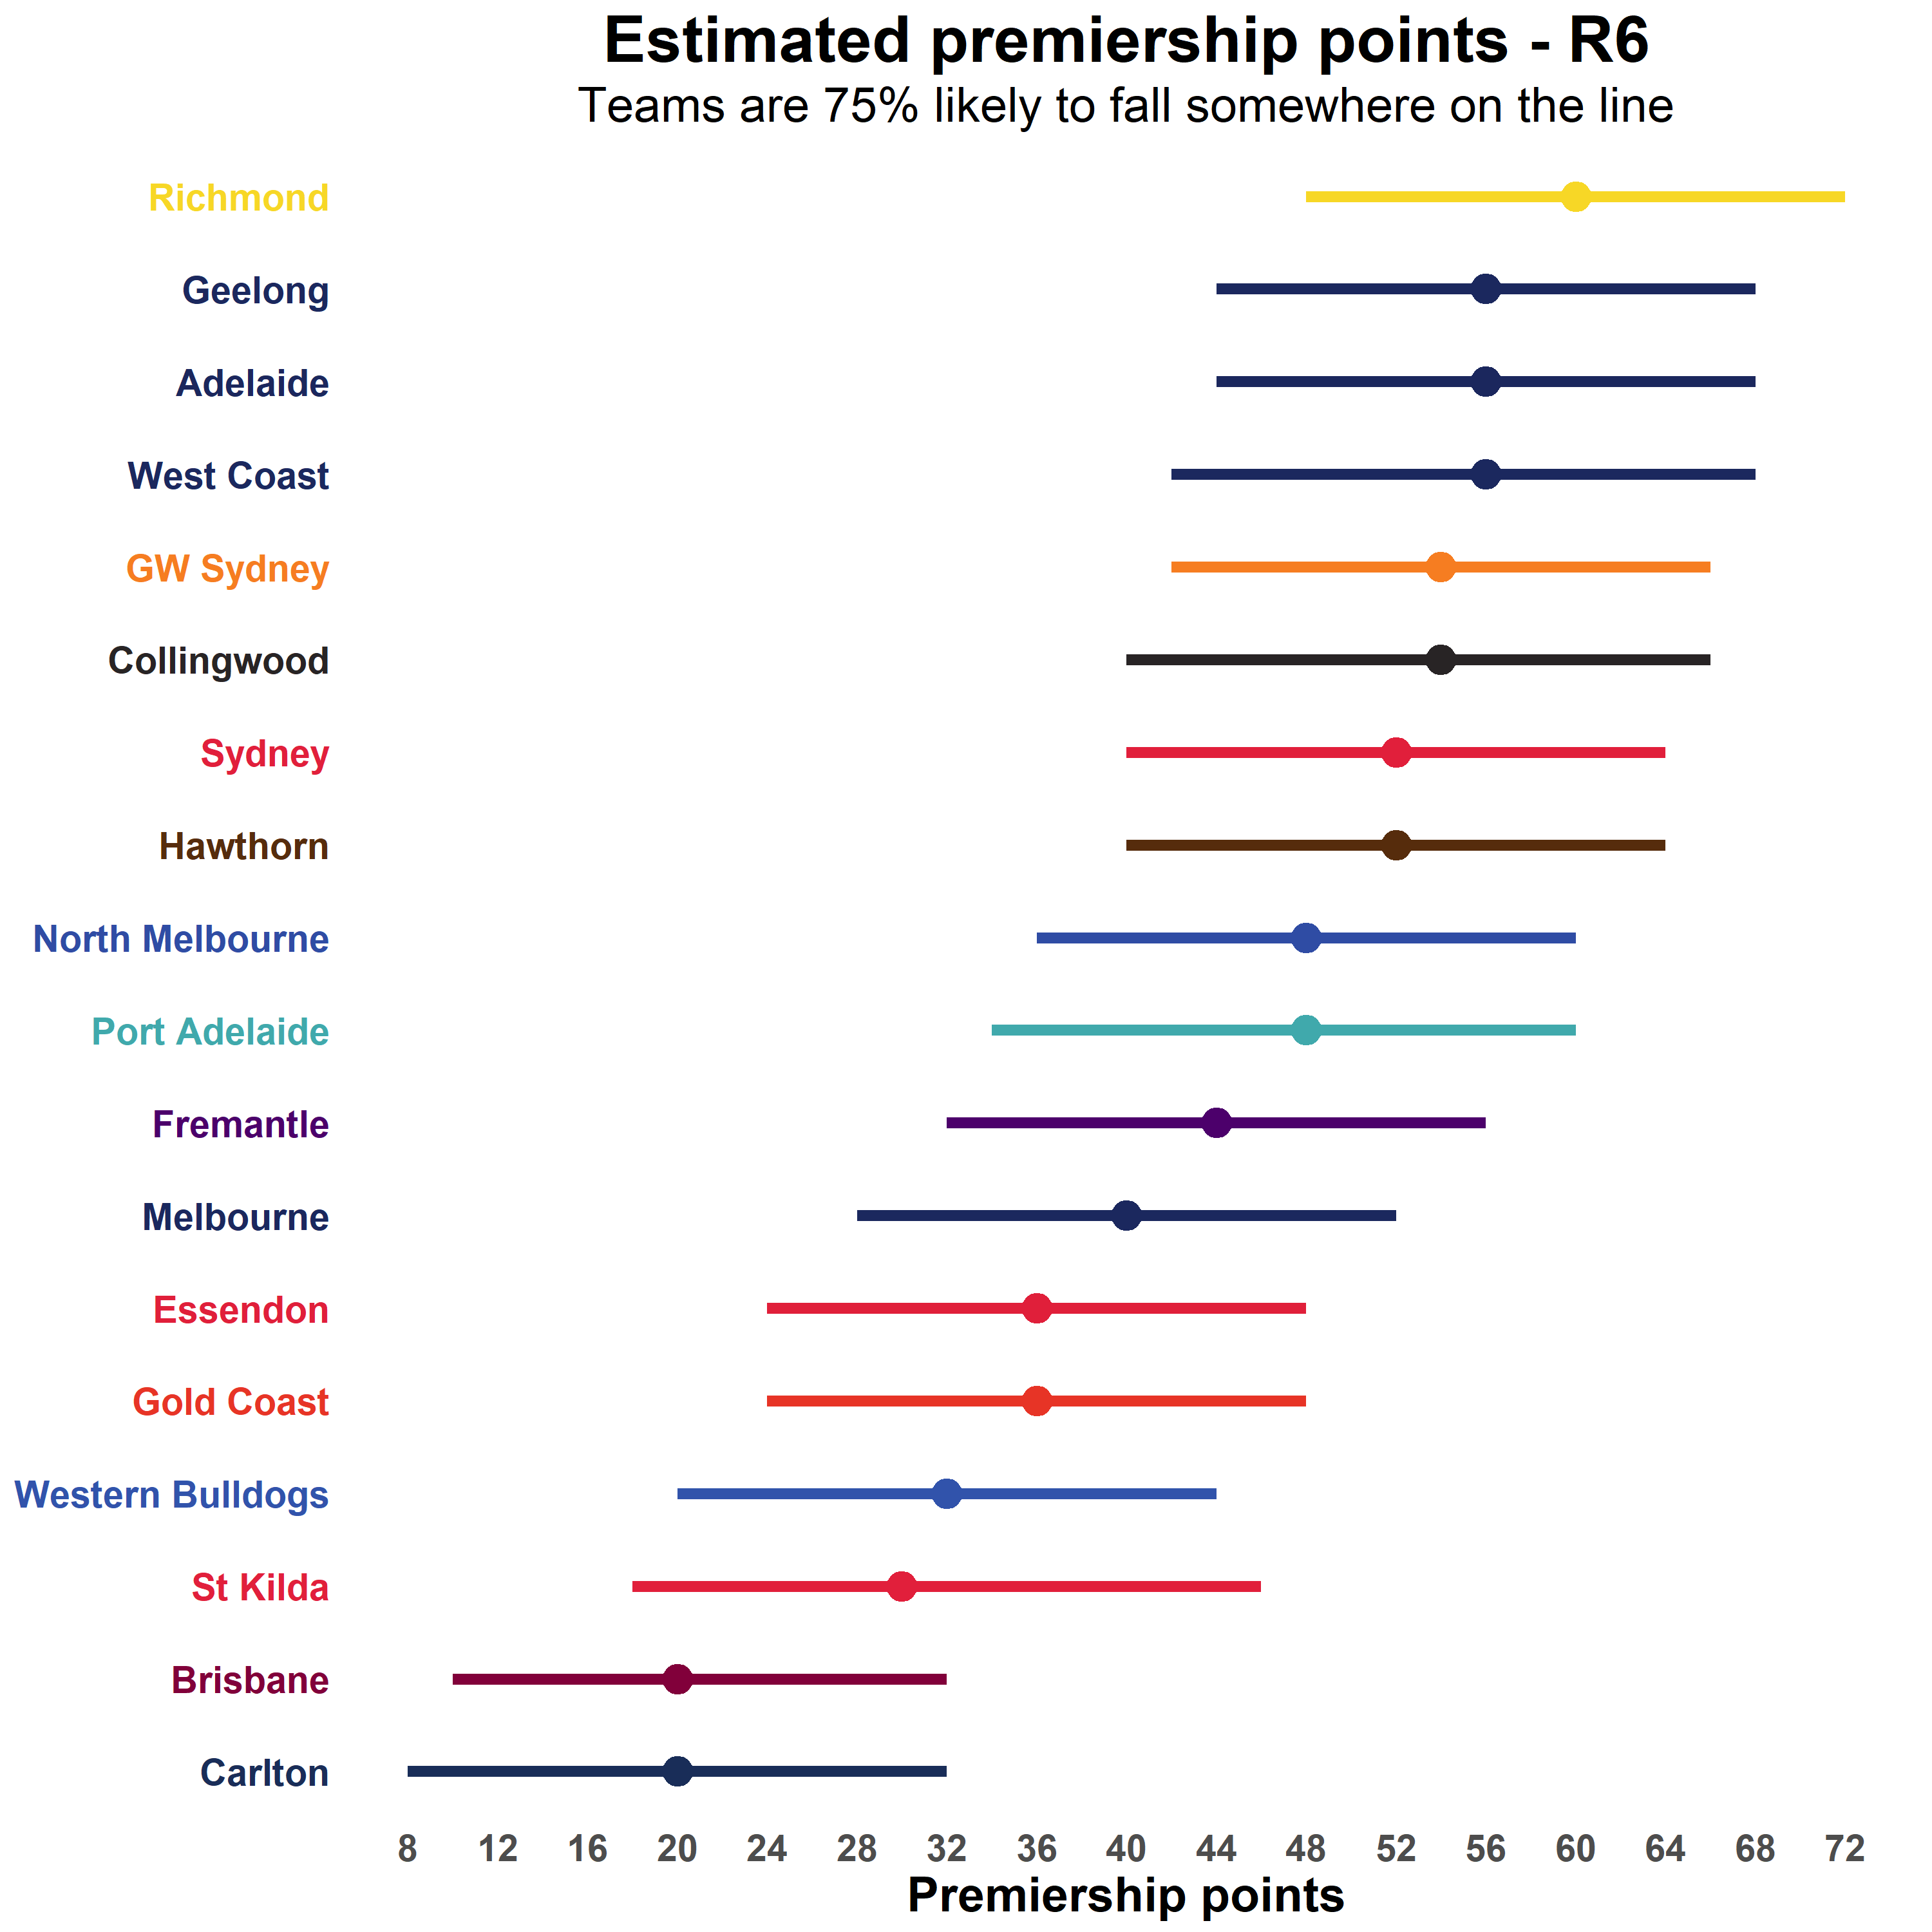 Estimated premiership points - R6
Teams are 75% likely to fall somewhere on the line
Richmond
Geelong
Adelaide
West Coast
GW Sydney
Collingwood
Sydney
Hawthorn
North Melbourne
Port Adelaide
Fremantle
Melbourne
Essendon
Gold Coast
Western Bulldogs
St Kilda
Brisbane
Carlton
8 12 16 20 24 28 32 36 40 44 48 52 56 60 64 68 72
Premiership points